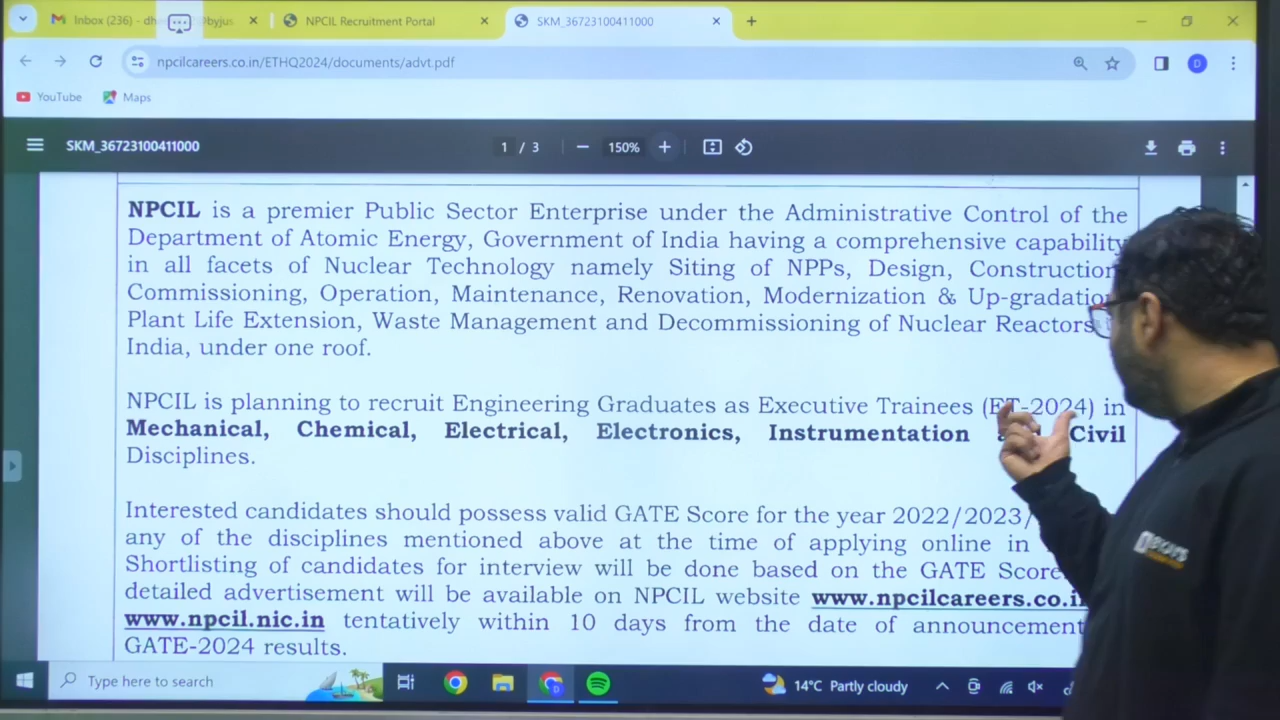 Inbox (236) - dh @byjus
NPCIL Recruitment Portal
SKM_36723100411000
npcilcareers.co.in/ETHQ2024/documents/advt.pdf
D
YouTube
Maps
SKM_36723100411000
1 / 3
150%
NPCIL is a premier Public Sector Enterprise under the Administrative Control of the
Department of Atomic Energy, Government of India having a comprehensive capability
in all facets of Nuclear Technology namely Siting of NPPs, Design, Construction
Commissioning, Operation, Maintenance, Renovation, Modernization & Up-gradation
Plant Life Extension, Waste Management and Decommissioning of Nuclear Reactors
India, under one roof.
NPCIL is planning to recruit Engineering Graduates as Executive Trainees (ET-2024) in
Mechanical, Chemical, Electrical, Electronics, Instrumentation Civil
Disciplines.
Interested candidates should possess valid GATE Score for the year 2022/2023/
any of the disciplines mentioned above at the time of applying online in
Shortlisting of candidates for interview will be done based on the GATE Score
detailed advertisement will be available on NPCIL website www.npcilcareers.co.in
www.npcil.nic.in tentatively within 10 days from the date of announcement
GATE-2024 results.
Type here to search
14°C Partly cloudy